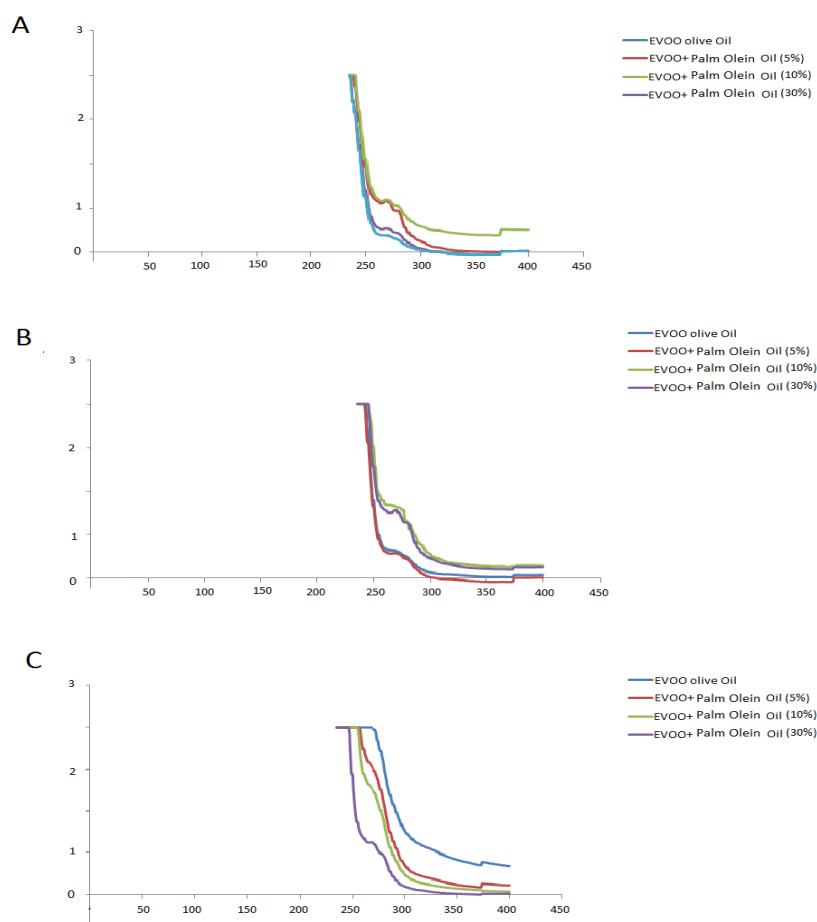 A
3
2
1
0
50
100
150
200
250
300
350
400
450
EVOO olive Oil
EVOO+ Palm Olein Oil (5%)
EVOO+ Palm Olein Oil (10%)
EVOO+ Palm Olein Oil (30%)
B
3
2
1
0
50
100
150
200
250
300
350
400
450
EVOO olive Oil
EVOO+ Palm Olein Oil (5%)
EVOO+ Palm Olein Oil (10%)
EVOO+ Palm Olein Oil (30%)
C
3
2
1
0
50
100
150
200
250
300
350
400
450
EVOO olive Oil
EVOO+ Palm Olein Oil (5%)
EVOO+ Palm Olein Oil (10%)
EVOO+ Palm Olein Oil (30%)